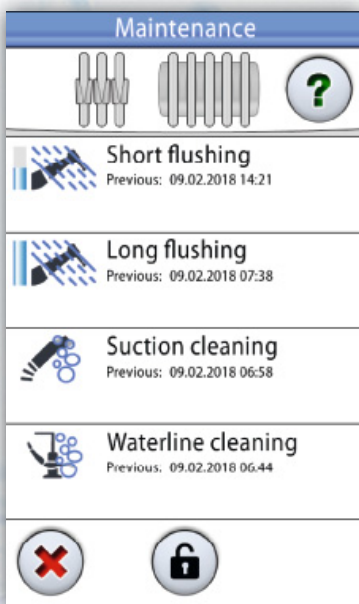 Maintenance
?
Short flushing
Previous: 09.02.2018 14:21
Long flushing
Previous: 09.02.2018 07:38
Suction cleaning
Previous: 09.02.2018 06:58
Waterline cleaning
Previous: 09.02.2018 06:44